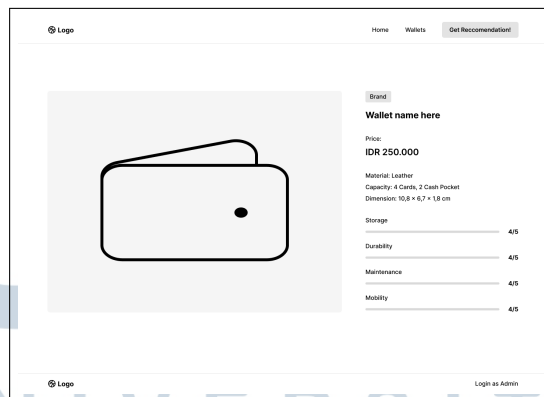 Logo
Home Wallets Get Reccomendation!
Brand
Wallet name here
Price:
IDR 250.000
Material: Leather
Capacity: 4 Cards, 2 Cash Pocket
Dimension: 10,8 × 6,7 × 1,8 cm
Storage
4/5
Durability
4/5
Maintenance
4/5
Mobility
4/5
Logo
Login as Admin